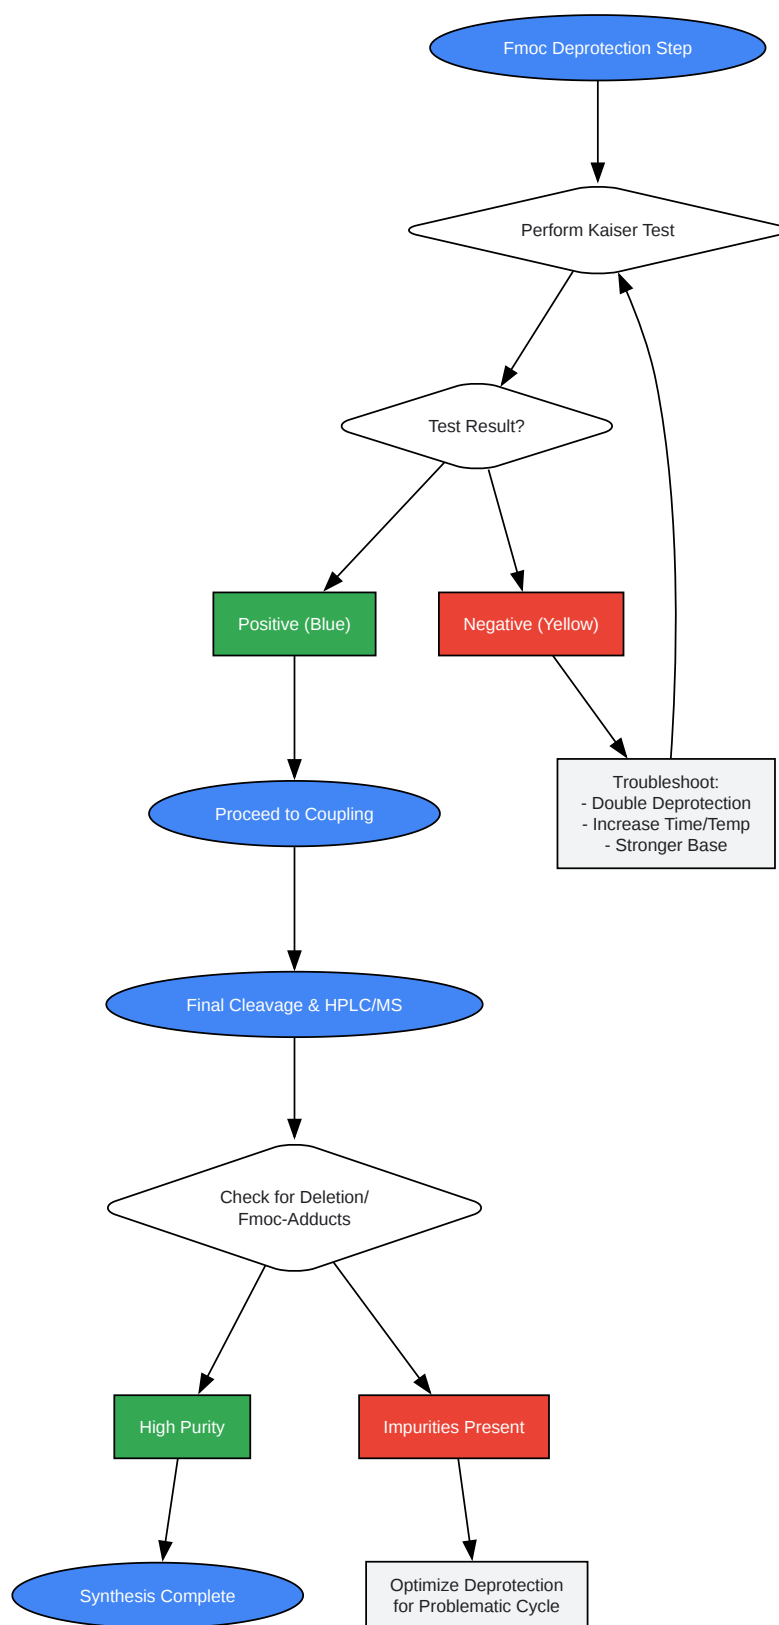 Fmoc Deprotection Step
Perform Kaiser Test
Test Result?
Positive (Blue)
Negative (Yellow)
Troubleshoot:
- Double Deprotection
- Increase Time/Temp
- Stronger Base
Proceed to Coupling
Final Cleavage & HPLC/MS
Check for Deletion/
Fmoc-Adducts
High Purity
Impurities Present
Synthesis Complete
Optimize Deprotection
for Problematic Cycle